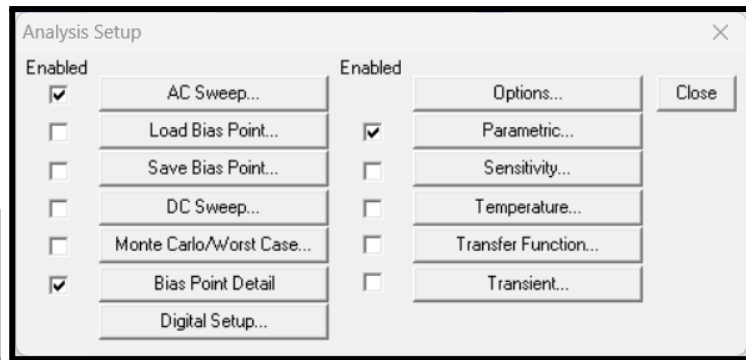 Analysis Setup
Enabled Enabled
AC Sweep... Options... Close
Load Bias Point... Parametric...
Save Bias Point... Sensitivity...
DC Sweep... Temperature...
Monte Carlo/Worst Case... Transfer Function...
Bias Point Detail Transient...
Digital Setup...